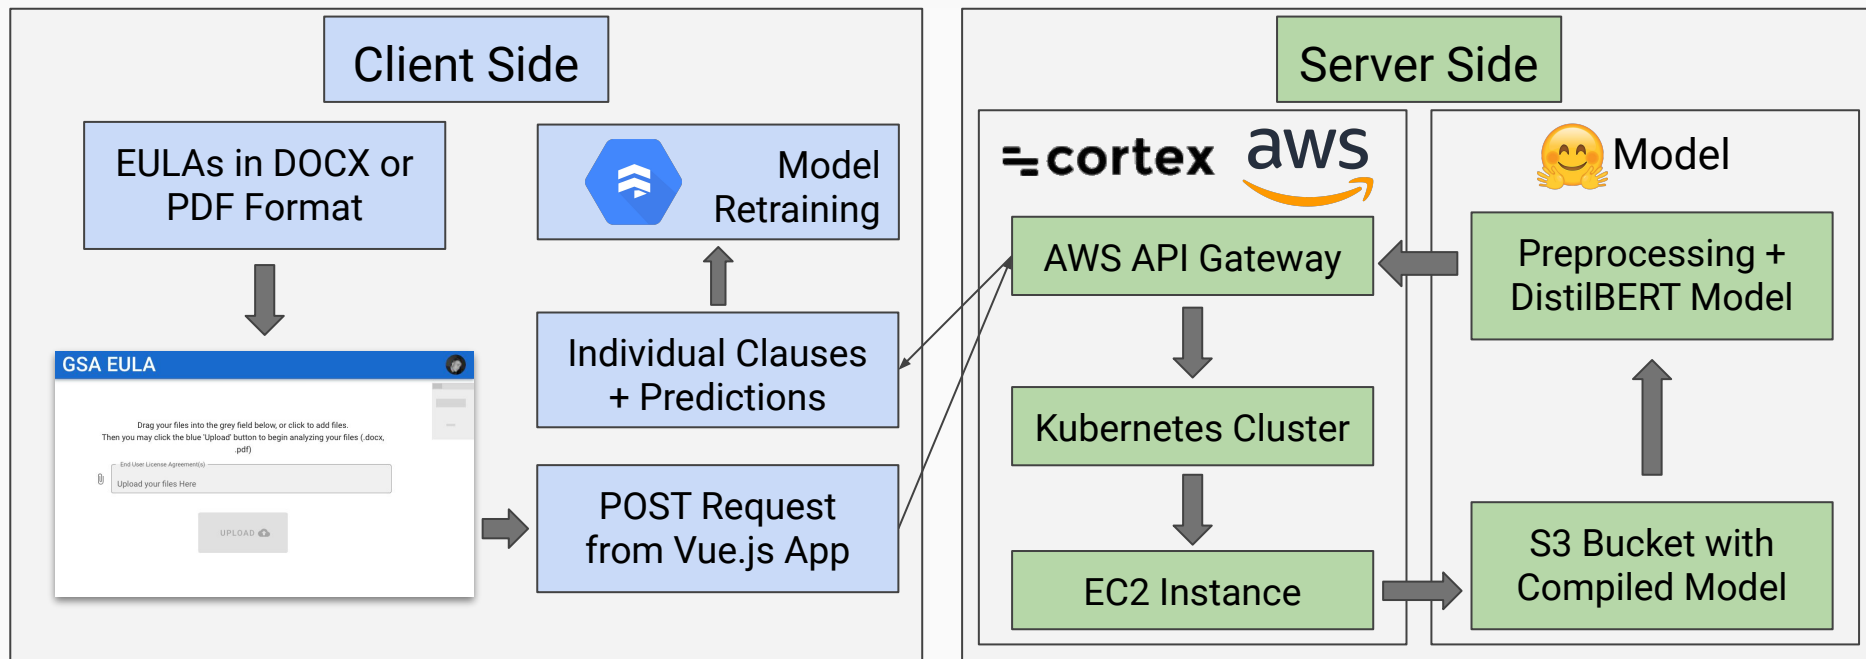 Client Side
EULAs in DOCX or
PDF Format
Model
Retraining
GSA EULA
Drag your files into the grey field below, or click to add files.
Then you may click the blue 'Upload' button to begin analyzing your files (.docx,
.pdf)
End User License Agreement(s)
Upload your files Here
UPLOAD
Individual Clauses
+ Predictions
POST Request
from Vue.js App
Server Side
cortex
aws
AWS API Gateway
Kubernetes Cluster
EC2 Instance
Model
Preprocessing +
DistilBERT Model
S3 Bucket with
Compiled Model